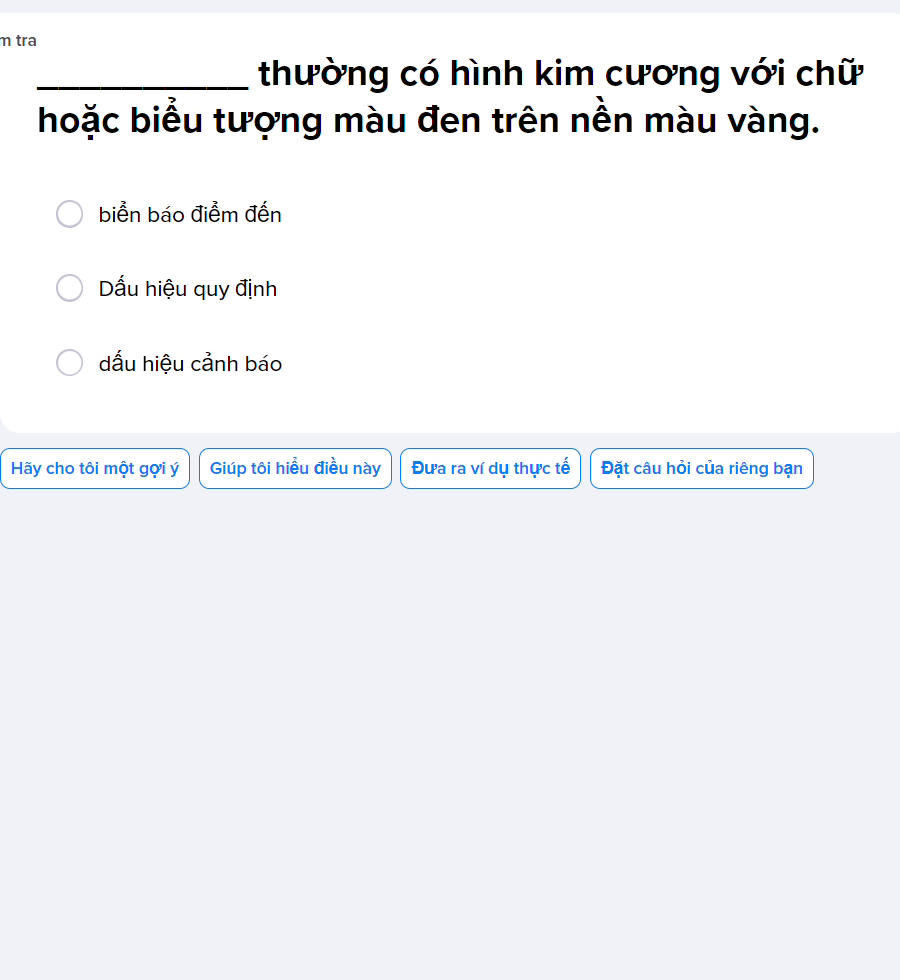 m tra
___________ thường có hình kim cương với chữ
hoặc biểu tượng màu đen trên nền màu vàng.
biển báo điểm đến
Dấu hiệu quy định
dấu hiệu cảnh báo
Hãy cho tôi một gợi ý
Giúp tôi hiểu điều này
Đưa ra ví dụ thực tế
Đặt câu hỏi của riêng bạn